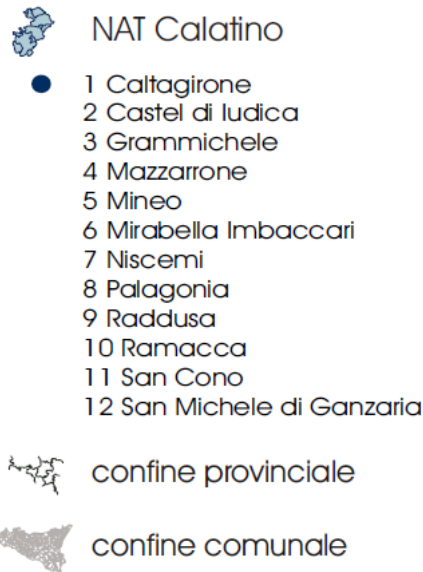 NAT Calatino
1 Caltagirone
2 Castel di Iudica
3 Grammichele
4 Mazzarrone
5 Mineo
6 Mirabella Imbaccari
7 Niscemi
8 Palagonia
9 Raddusa
10 Ramacca
11 San Cono
12 San Michele di Ganzaria
confine provinciale
confine comunale